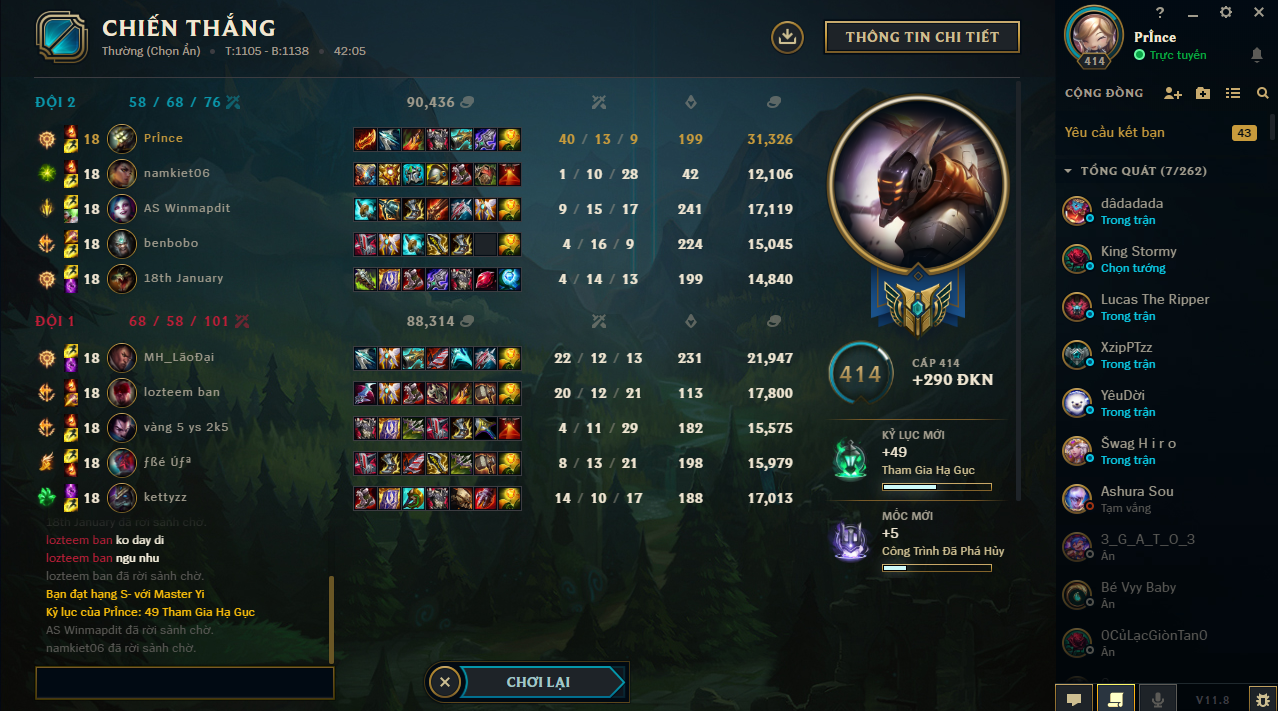 CHIẾN THẮNG
Thường (Chọn Ẩn) • T:1105 - B:1138 • 42:05
THÔNG TIN CHI TIẾT
ĐỘI 2 58 / 68 / 76 90,436
18 PrÎnce 40 / 13 / 9 199 31,326
18 namkiet06 1 / 10 / 28 42 12,106
18 AS Winmapdit 9 / 15 / 17 241 17,119
18 benbobo 4 / 16 / 9 224 15,045
18 18th January 4 / 14 / 13 199 14,840
ĐỘI 1 68 / 58 / 101 88,314
18 MH_LãoĐại 22 / 12 / 13 231 21,947
18 lozteem ban 20 / 12 / 21 113 17,800
18 vàng 5 ys 2k5 4 / 11 / 29 182 15,575
18 ƒßé Úƒª 8 / 13 / 21 198 15,979
18 kettyzz 14 / 10 / 17 188 17,013
18th January đã rời sảnh chờ.
lozteem ban ko day di
lozteem ban ngu nhu
lozteem ban đã rời sảnh chờ.
Bạn đạt hạng S- với Master Yi
Kỷ lục của PrÎnce: 49 Tham Gia Hạ Gục
AS Winmapdit đã rời sảnh chờ.
namkiet06 đã rời sảnh chờ.
CHƠI LẠI
414
CẤP 414
+290 ĐKN
KỶ LỤC MỚI
+49
Tham Gia Hạ Gục
MỐC MỚI
+5
Công Trình Đã Phá Hủy
?
414
PrÎnce
Trực tuyến
CỘNG ĐỒNG
Yêu cầu kết bạn 43
TỔNG QUÁT (7/262)
dâdadada
Trong trận
King Stormy
Chọn tướng
Lucas The Ripper
Trong trận
XzipPTzz
Trong trận
YêuDời
Trong trận
Šwag H i r o
Trong trận
Ashura Sou
Tạm vắng
3_G_A_T_O_3
Ẩn
Bé Vyy Baby
Ẩn
0CủLạcGiònTan0
Ẩn
V11.8